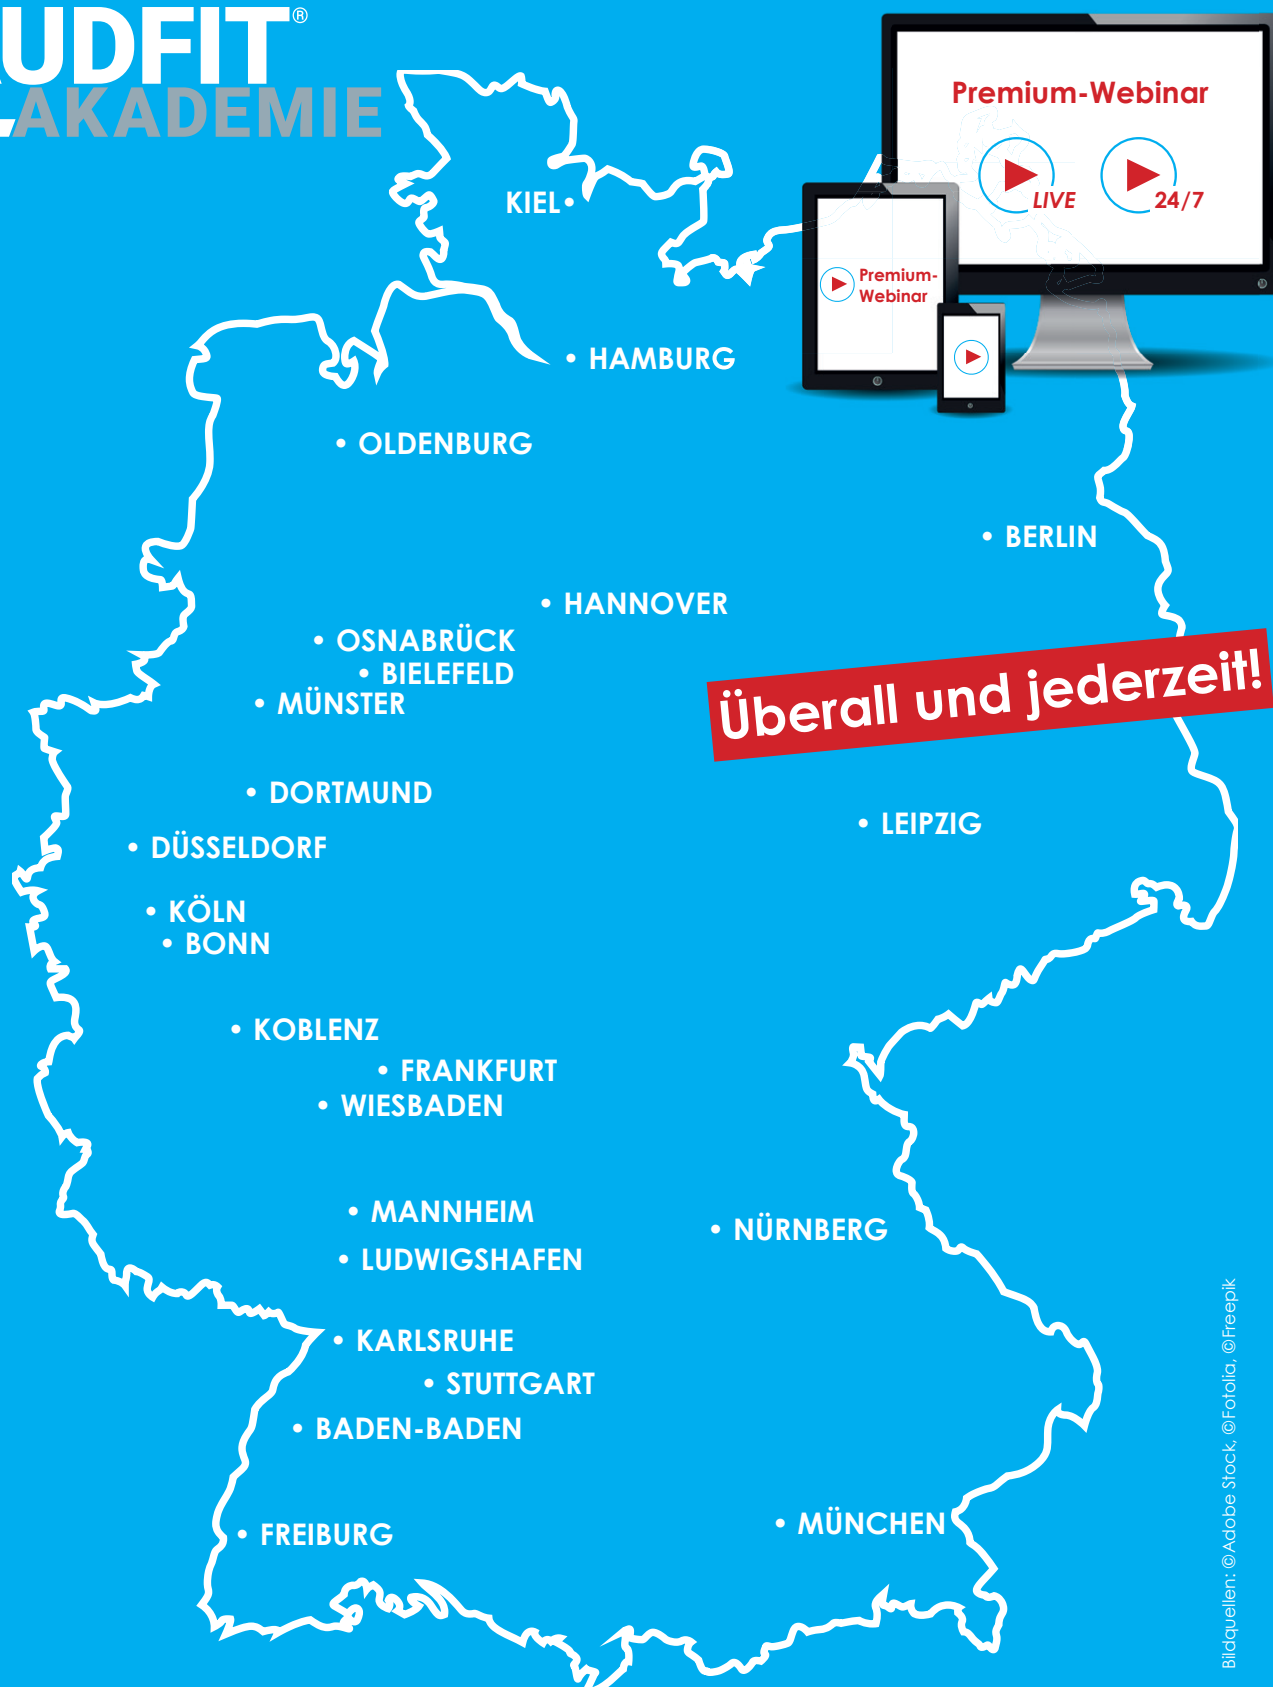 UDFIT®
AKADEMIE
Premium-Webinar
LIVE
24/7
Premium-
Webinar
KIEL
HAMBURG
OLDENBURG
BERLIN
HANNOVER
OSNABRÜCK
BIELEFELD
MÜNSTER
Überall und jederzeit!
DORTMUND
LEIPZIG
DÜSSELDORF
KÖLN
BONN
KOBLENZ
FRANKFURT
WIESBADEN
MANNHEIM
NÜRNBERG
LUDWIGSHAFEN
KARLSRUHE
STUTTGART
BADEN-BADEN
MÜNCHEN
FREIBURG
Bildquellen: ©Adobe Stock, ©Fotolia, ©Freepik